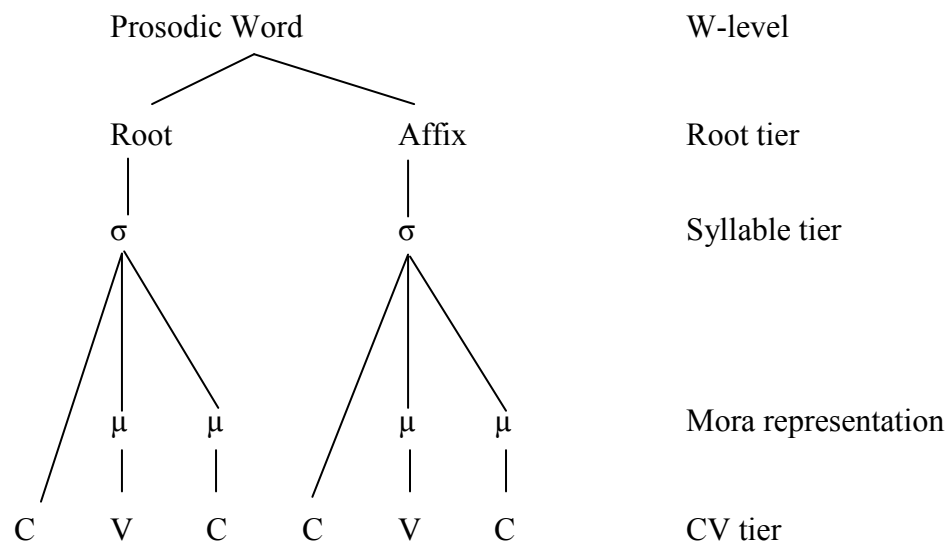 Prosodic Word W-level
Root Affix Root tier
σ σ Syllable tier
μ μ μ μ Mora representation
C V C C V C CV tier